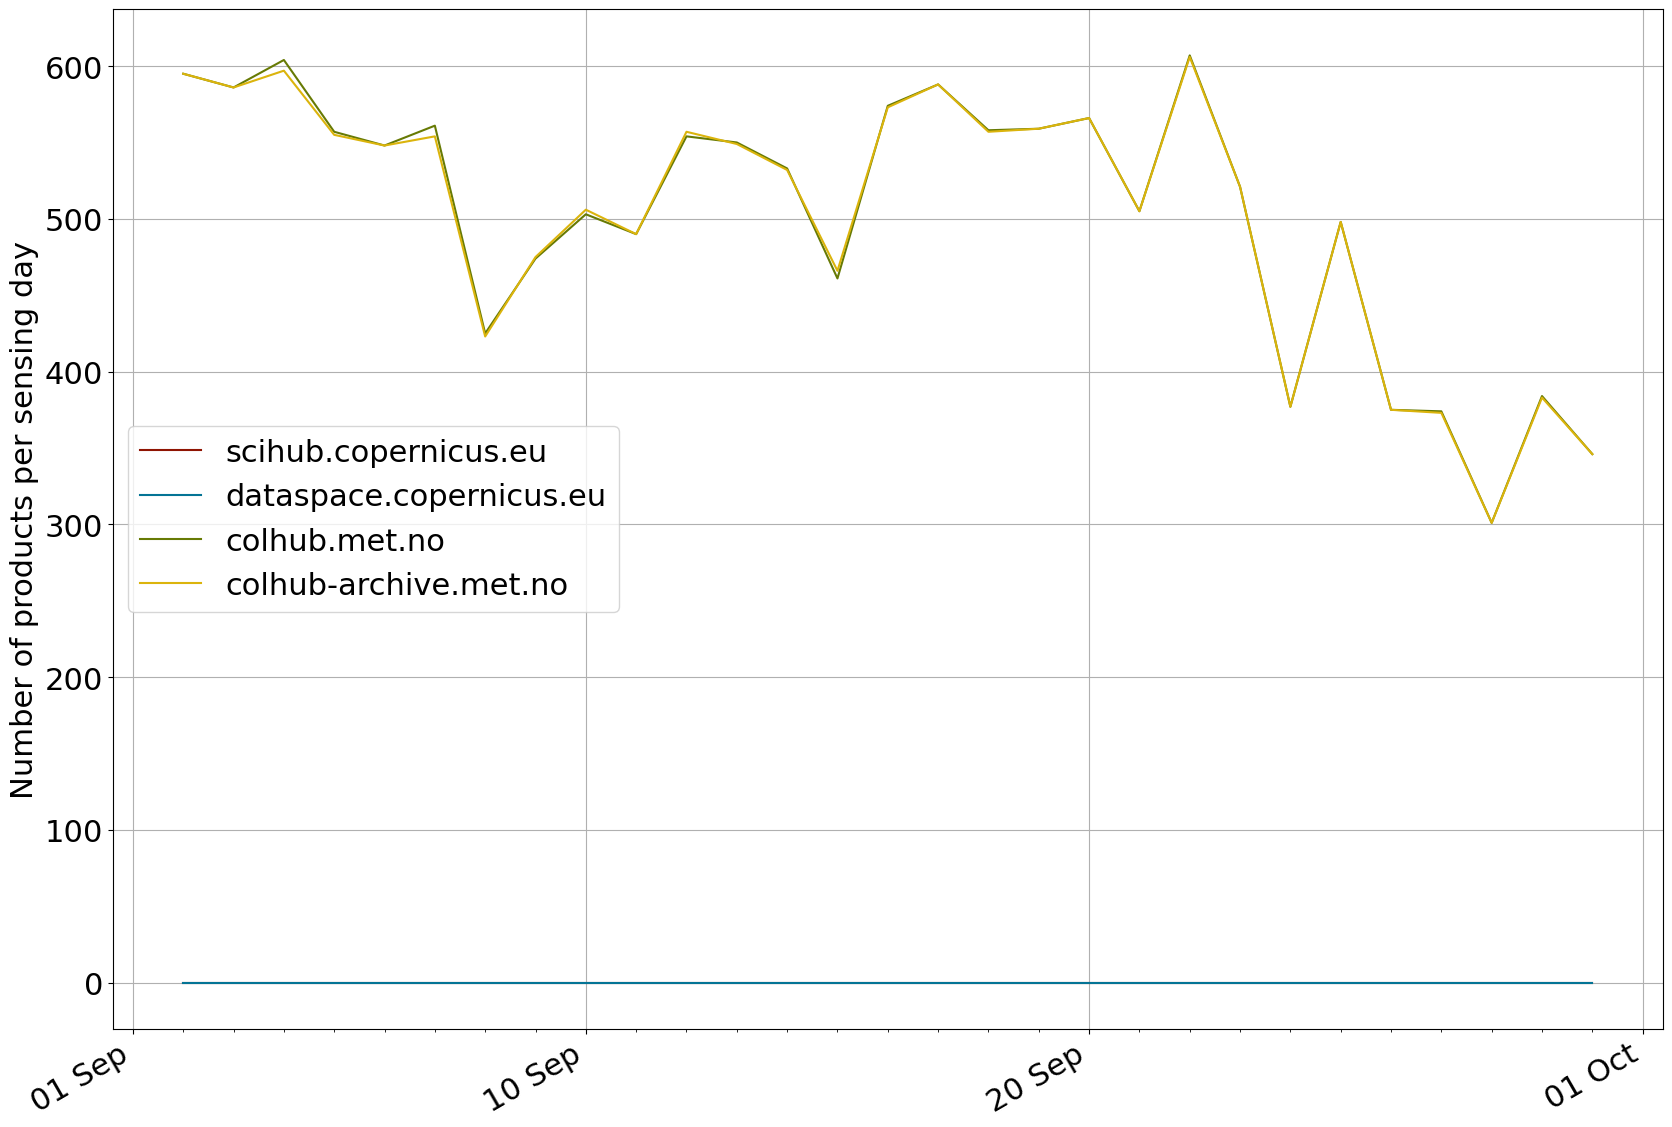 Number of products per sensing day
600
500
400
300
200
100
0
scihub.copernicus.eu
dataspace.copernicus.eu
colhub.met.no
colhub-archive.met.no
01 Sep
10 Sep
20 Sep
01 Oct